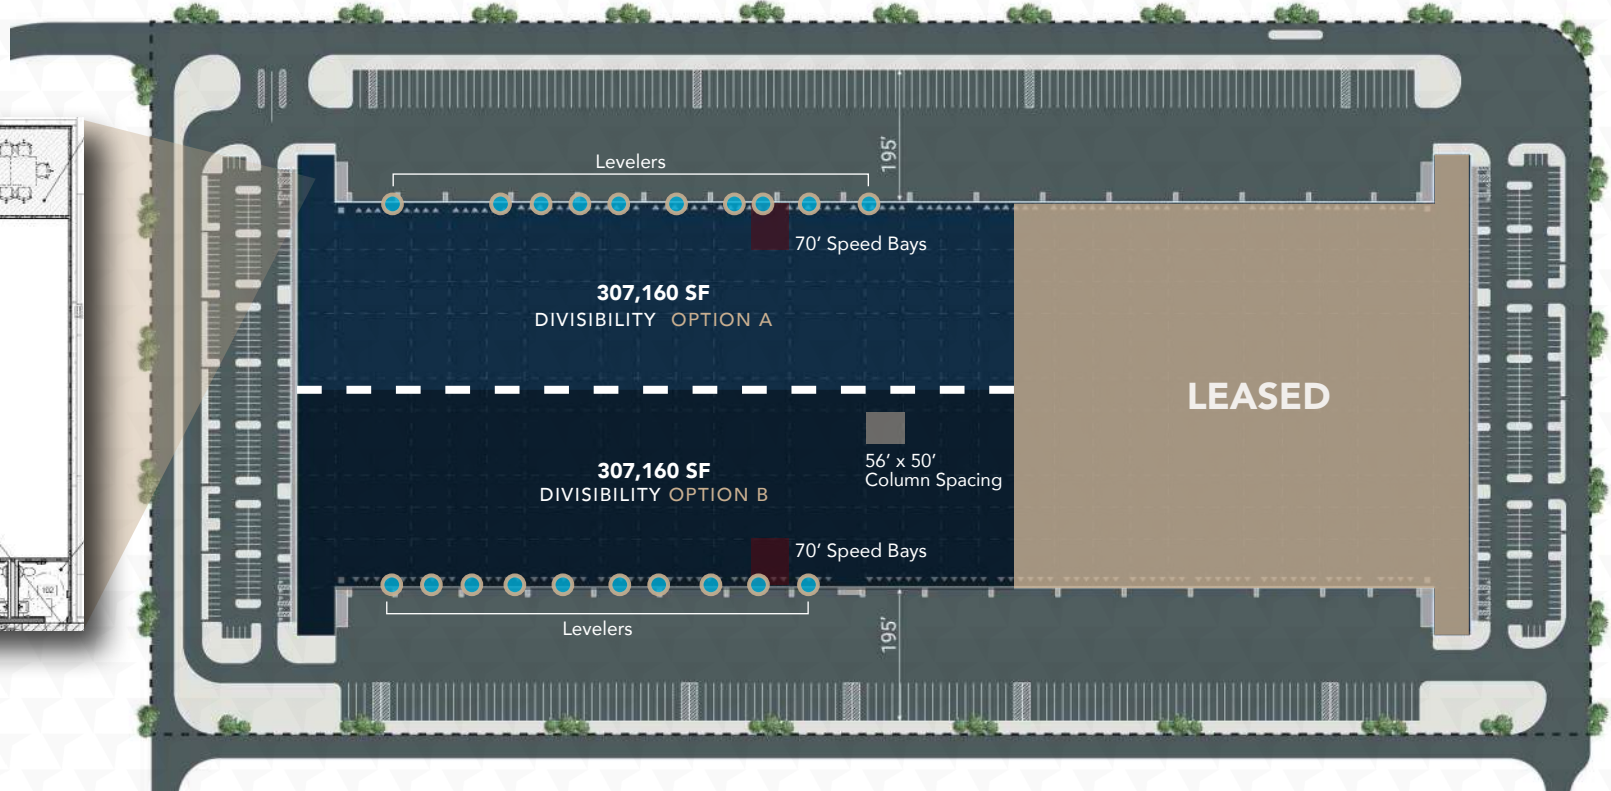 Levelers
195’
70’ Speed Bays
307,160 SF
DIVISIBILITY OPTION A
LEASED
56’ x 50’
Column Spacing
307,160 SF
DIVISIBILITY OPTION B
70’ Speed Bays
102
Levelers
195’